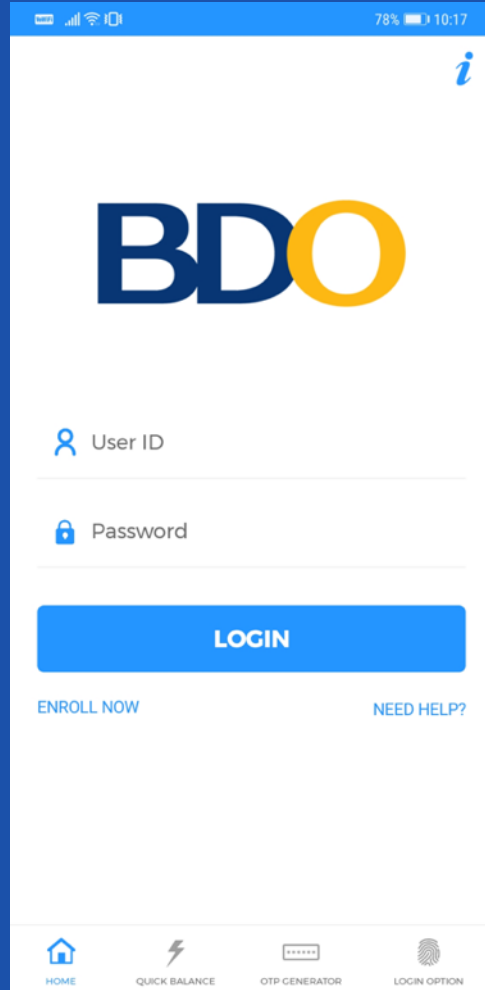 WiFi 78% 10:17
i
BDO
User ID
Password
LOGIN
ENROLL NOW NEED HELP?
HOME QUICK BALANCE OTP GENERATOR LOGIN OPTION